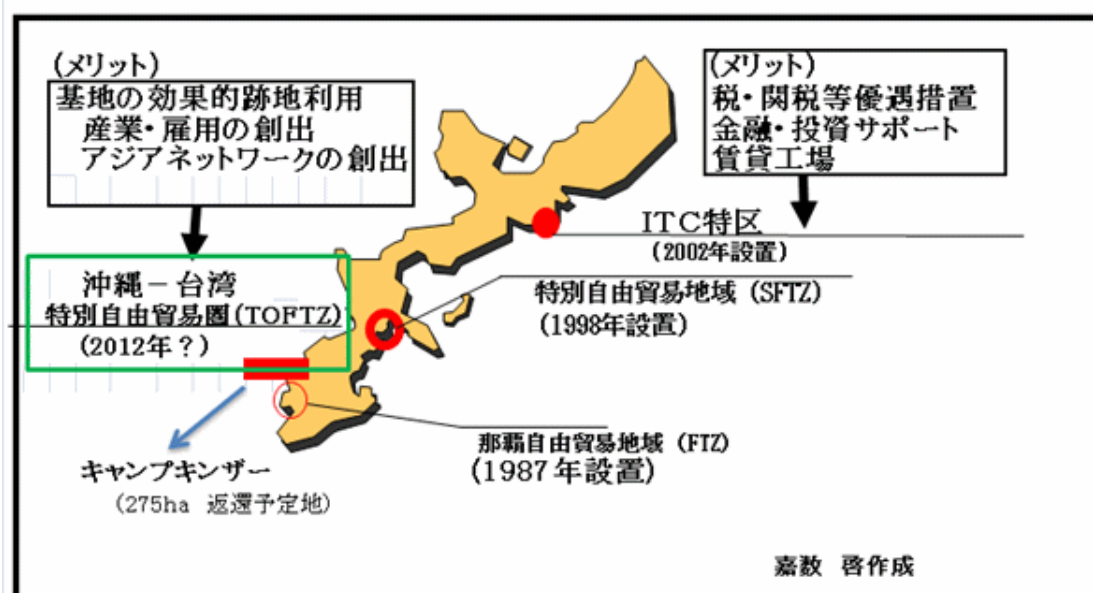 (メリット)
基地の効果的跡地利用
産業・雇用の創出
アジアネットワークの創出
(メリット)
税・関税等優遇措置
金融・投資サポート
賃貸工場
ITC特区
(2002年設置)
沖縄－台湾
特別自由貿易圏(TOFTZ)
(2012年？)
特別自由貿易地域 (SFTZ)
(1998年設置)
那覇自由貿易地域 (FTZ)
(1987年設置)
キャンプキンザー
(275ha 返還予定地)
嘉数 啓作成